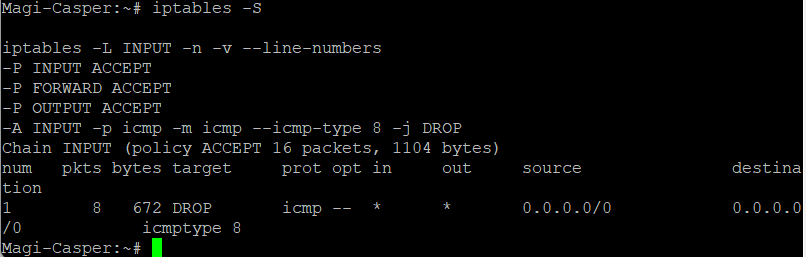 Magi-Casper:~# iptables -S
iptables -L INPUT -n -v --line-numbers
-P INPUT ACCEPT
-P FORWARD ACCEPT
-P OUTPUT ACCEPT
-A INPUT -p icmp -m icmp --icmp-type 8 -j DROP
Chain INPUT (policy ACCEPT 16 packets, 1104 bytes)
num   pkts bytes target     prot opt in     out     source               destina
tion
1        8   672 DROP       icmp --  *      *       0.0.0.0/0            0.0.0.0
/0            icmptype 8
Magi-Casper:~#